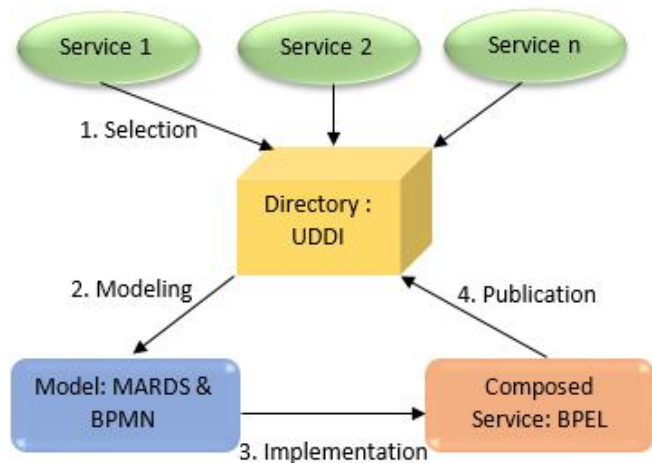 Service 1
Service 2
Service n
1. Selection
Directory :
UDDI
2. Modeling
4. Publication
Model: MARDS &
BPMN
Composed
Service: BPEL
3. Implementation